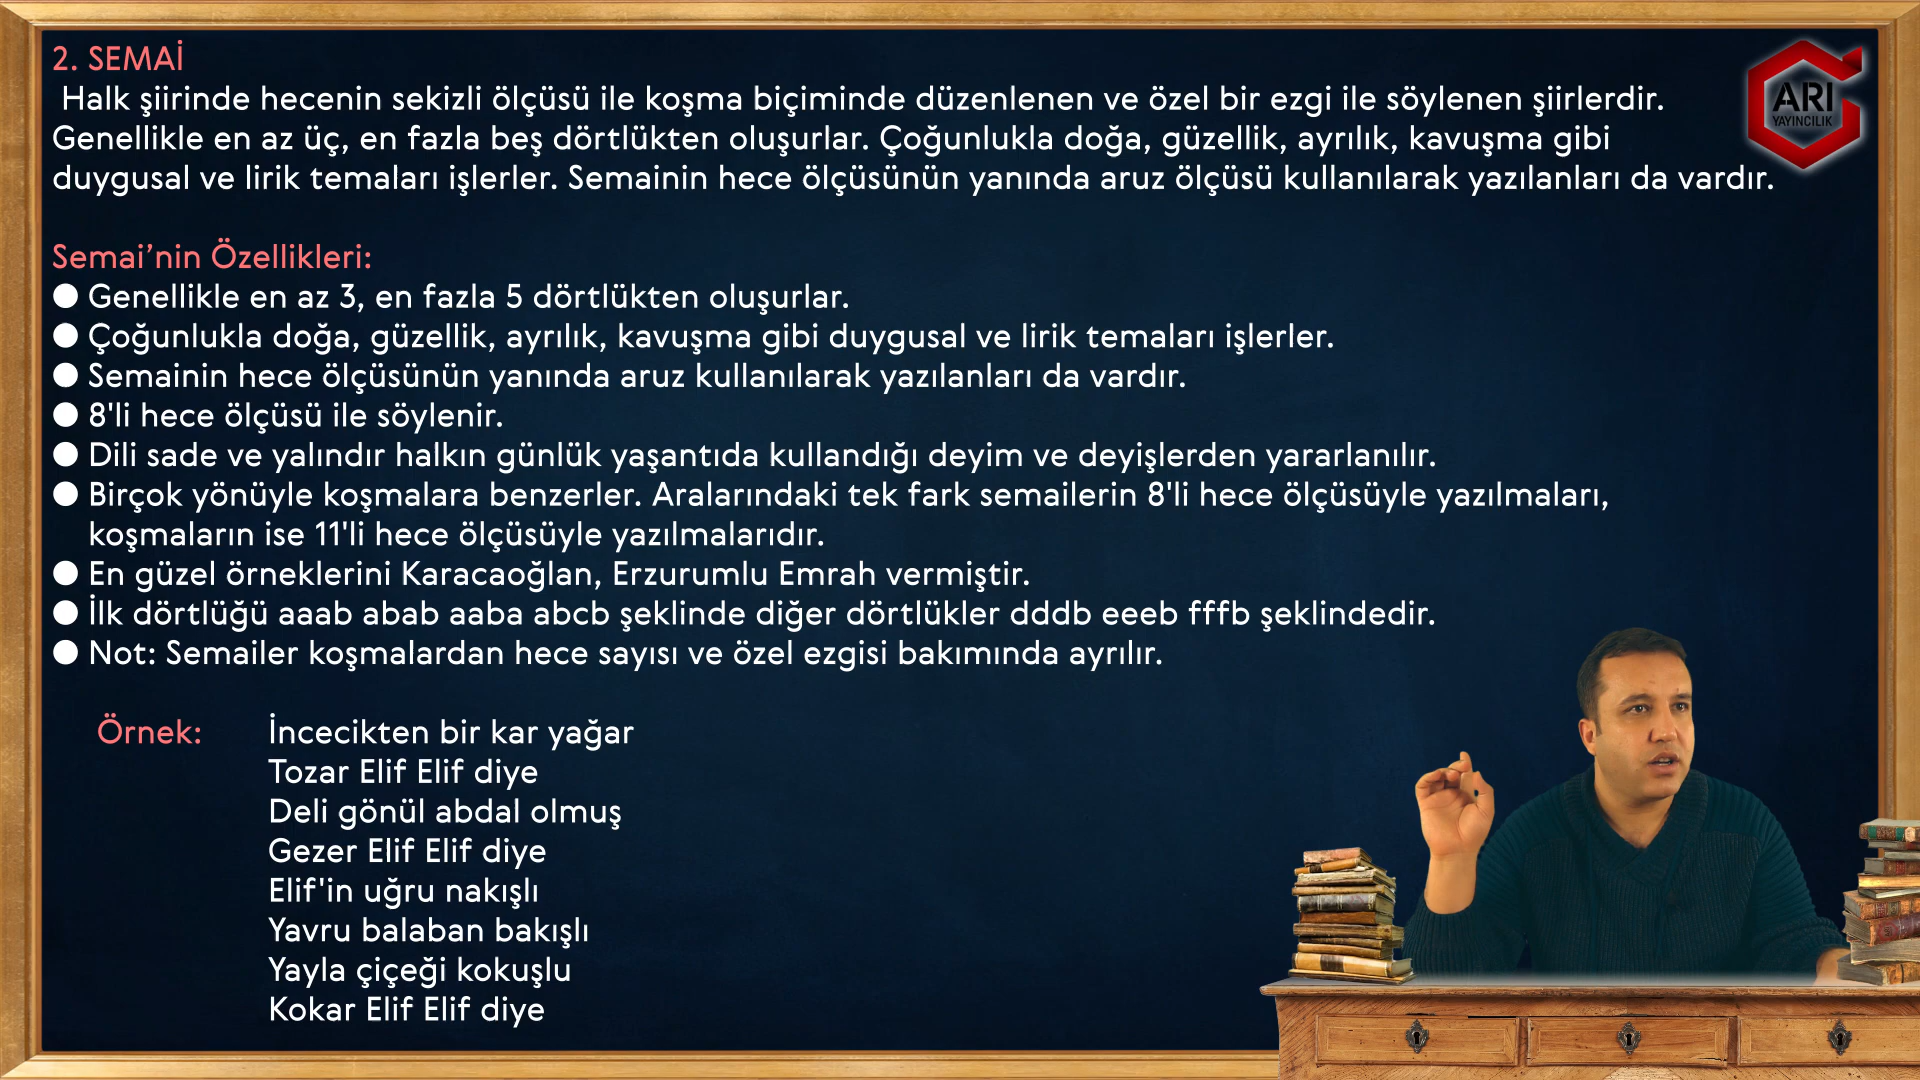 2. SEMAİ
Halk şiirinde hecenin sekizli ölçüsü ile koşma biçiminde düzenlenen ve özel bir ezgi ile söylenen şiirlerdir.
Genellikle en az üç, en fazla beş dörtlükten oluşurlar. Çoğunlukla doğa, güzellik, ayrılık, kavuşma gibi
duygusal ve lirik temaları işlerler. Semainin hece ölçüsünün yanında aruz ölçüsü kullanılarak yazılanları da vardır.
ARI
YAYINCILIK
Semai’nin Özellikleri:
● Genellikle en az 3, en fazla 5 dörtlükten oluşurlar.
● Çoğunlukla doğa, güzellik, ayrılık, kavuşma gibi duygusal ve lirik temaları işlerler.
● Semainin hece ölçüsünün yanında aruz kullanılarak yazılanları da vardır.
● 8'li hece ölçüsü ile söylenir.
● Dili sade ve yalındır halkın günlük yaşantıda kullandığı deyim ve deyişlerden yararlanılır.
● Birçok yönüyle koşmalara benzerler. Aralarındaki tek fark semailerin 8'li hece ölçüsüyle yazılmaları,
koşmaların ise 11'li hece ölçüsüyle yazılmalarıdır.
● En güzel örneklerini Karacaoğlan, Erzurumlu Emrah vermiştir.
● İlk dörtlüğü aaab abab aaba abcb şeklinde diğer dörtlükler dddb eeeb fffb şeklindedir.
● Not: Semailer koşmalardan hece sayısı ve özel ezgisi bakımında ayrılır.
Örnek: İncecikten bir kar yağar
Tozar Elif Elif diye
Deli gönül abdal olmuş
Gezer Elif Elif diye
Elif'in uğru nakışlı
Yavru balaban bakışlı
Yayla çiçeği kokuşlu
Kokar Elif Elif diye